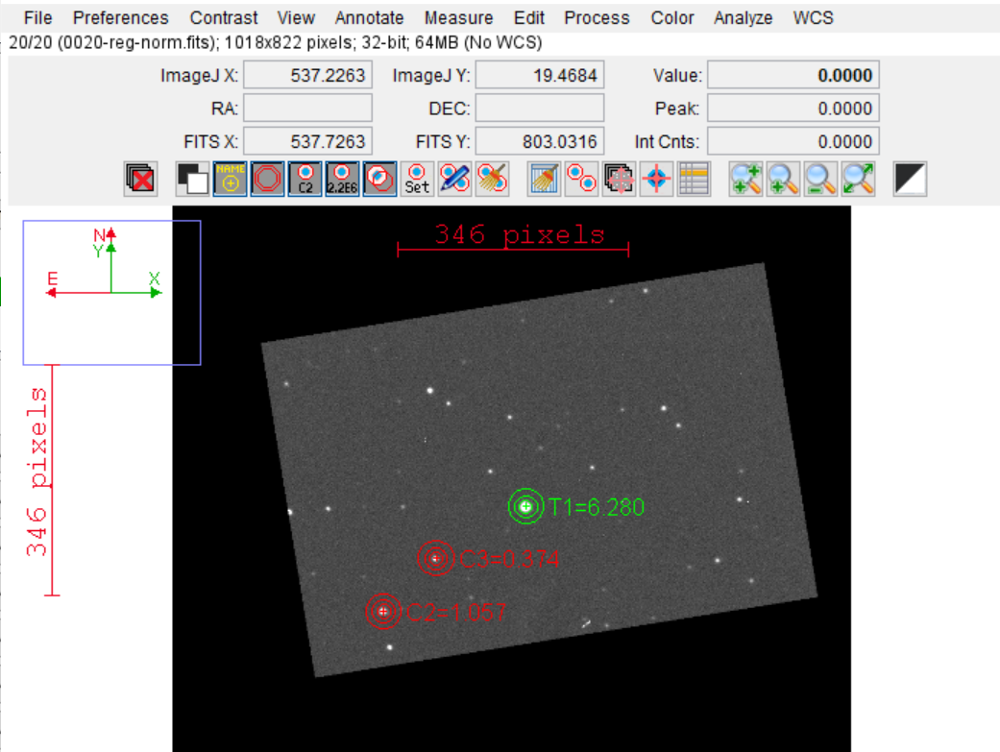 File Preferences Contrast View Annotate Measure Edit Process Color Analyze WCS
20/20 (0020-reg-norm.fits); 1018x822 pixels; 32-bit; 64MB (No WCS)
ImageJ X: 537.2263 ImageJ Y: 19.4684 Value: 0.0000
RA: DEC: Peak: 0.0000
FITS X: 537.7263 FITS Y: 803.0316 Int Cnts: 0.0000
NAME C2 2.2E6 Set
346 pixels
N
Y
E X
346 pixels
T1=6.280
C3=0.374
C2=1.057